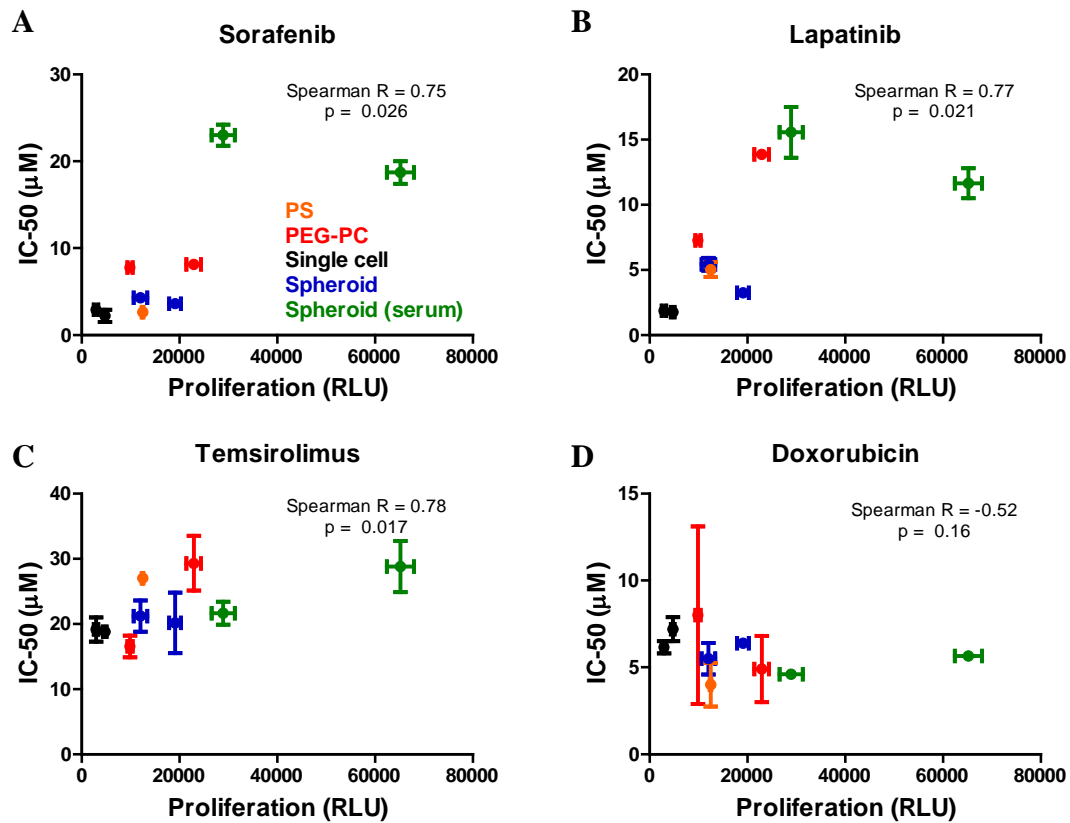 A
Sorafenib
Spearman R = 0.75
p = 0.026
30
20
10
0
IC-50 (μM)
PS
PEG-PC
Single cell
Spheroid
Spheroid (serum)
0 20000 40000 60000 80000
Proliferation (RLU)
B
Lapatinib
Spearman R = 0.77
p = 0.021
20
15
10
5
0
IC-50 (μM)
0 20000 40000 60000 80000
Proliferation (RLU)
C
Temsirolimus
Spearman R = 0.78
p = 0.017
40
30
20
10
0
IC-50 (μM)
0 20000 40000 60000 80000
Proliferation (RLU)
D
Doxorubicin
Spearman R = -0.52
p = 0.16
15
10
5
0
IC-50 (μM)
0 20000 40000 60000 80000
Proliferation (RLU)